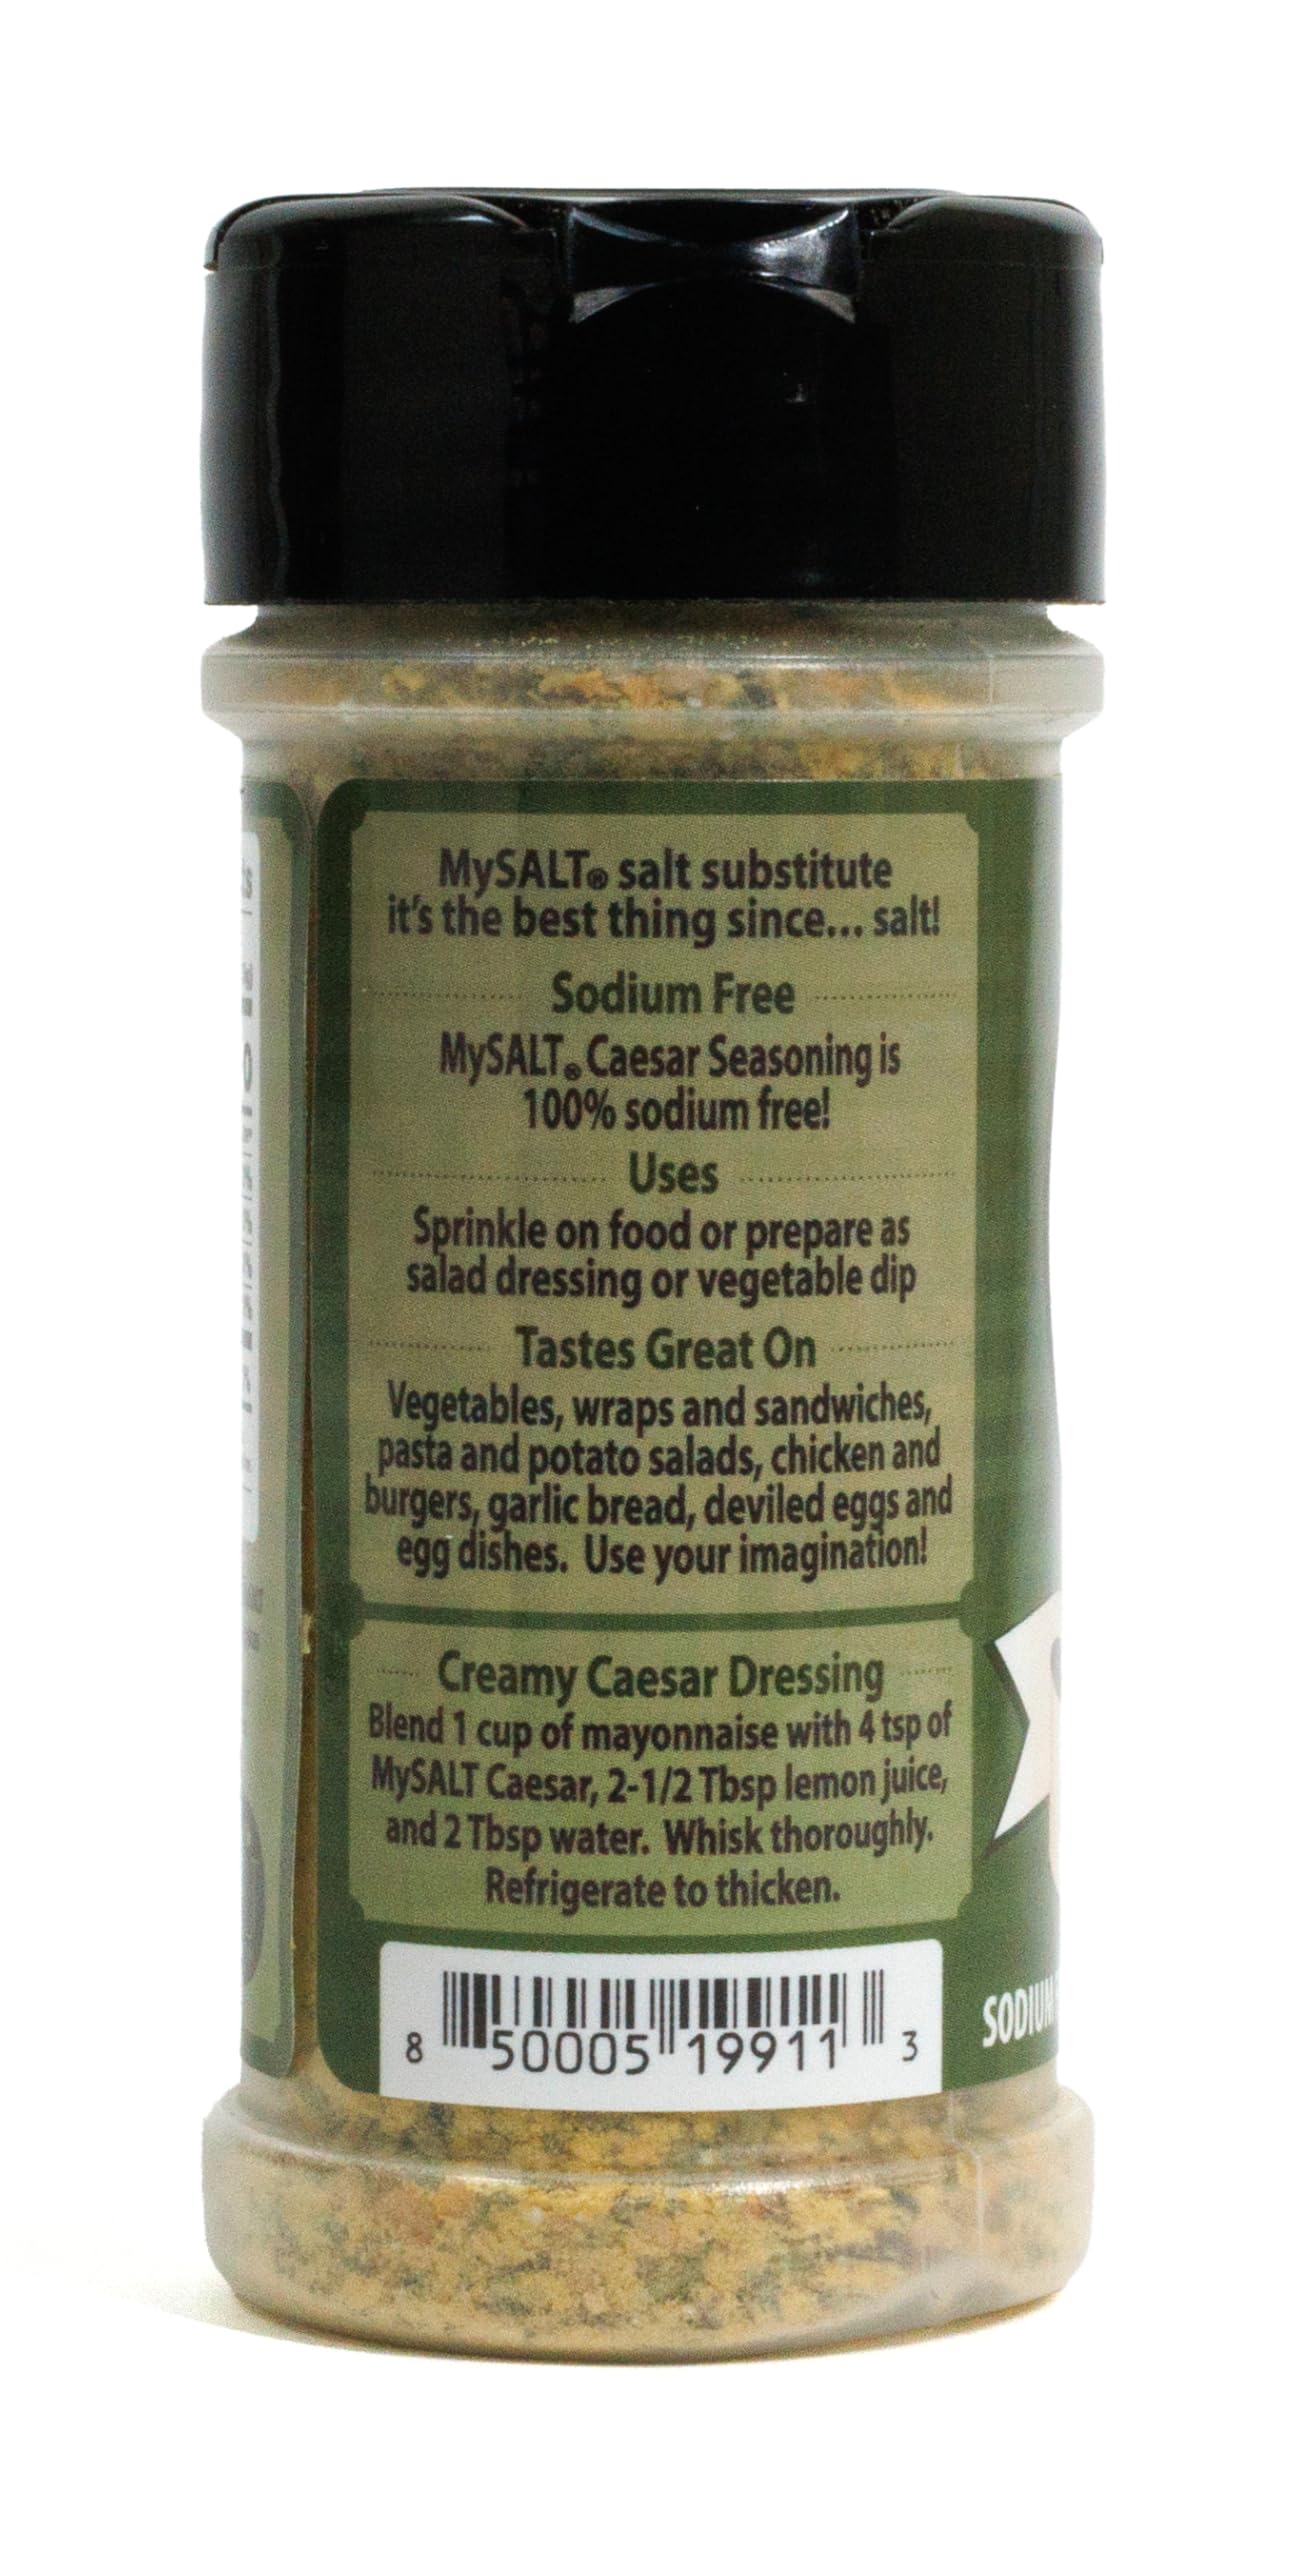 MySALT® salt substitute
it's the best thing since... salt!
Sodium Free
MySALT® Caesar Seasoning is
100% sodium free!
Uses
Sprinkle on food or prepare as
salad dressing or vegetable dip
Tastes Great On
Vegetables, wraps and sandwiches,
pasta and potato salads, chicken and
burgers, garlic bread, deviled eggs and
egg dishes. Use your imagination!
Creamy Caesar Dressing
Blend 1 cup of mayonnaise with 4 tsp of
MySALT Caesar, 2-1/2 Tbsp lemon juice,
and 2 Tbsp water. Whisk thoroughly.
Refrigerate to thicken.
8 50005 19911 3
SODIUM